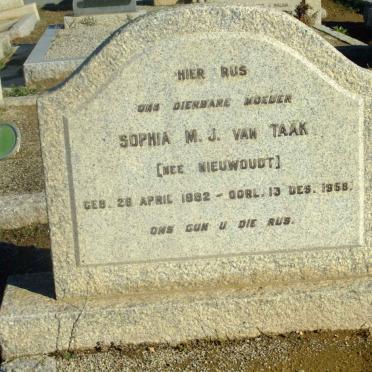 HIER RUS
ONS DIERBARE MOEDER
SOPHIA M. J. VAN TAAK
[NEE NIEUWOUDT]
GEB. 28 APRIL 1882 - OORL. 13 DES. 1958.
ONS GUN U DIE RUS.